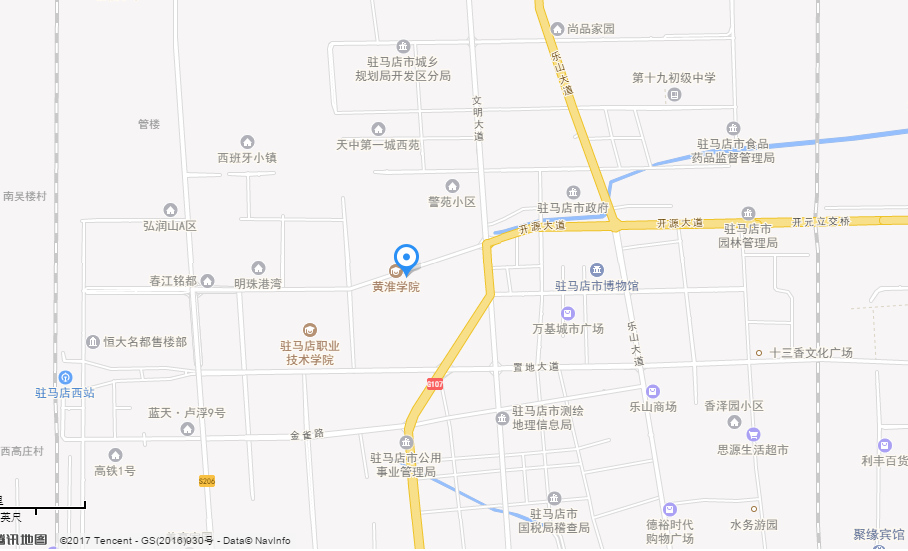 尚品家园
驻马店市城乡
规划局开发区分局
乐山大道
第十九初级中学
文明大道
管楼
天中第一城西苑
西班牙小镇
驻马店市食品
药品监督管理局
南吴楼村
警苑小区
驻马店市政府
弘润山A区
开源大道
开源大道
开元立交桥
驻马店市
园林管理局
春江铭都
明珠港湾
黄淮学院
驻马店市博物馆
万基城市广场
恒大名都售楼部
驻马店职业
技术学院
乐山大道
十三香文化广场
置地大道
驻马店西站
G107
蓝天·卢浮9号
驻马店市测绘
地理信息局
乐山商场
香泽园小区
金雀路
思源生活超市
西高庄村
高铁1号
驻马店市公用
事业管理局
利丰百货
S206
驻马店市
国税局稽查局
德裕时代
购物广场
水务游园
聚缘宾馆
英尺
腾讯地图
©2017 Tencent - GS(2016)930号 - Data© NavInfo